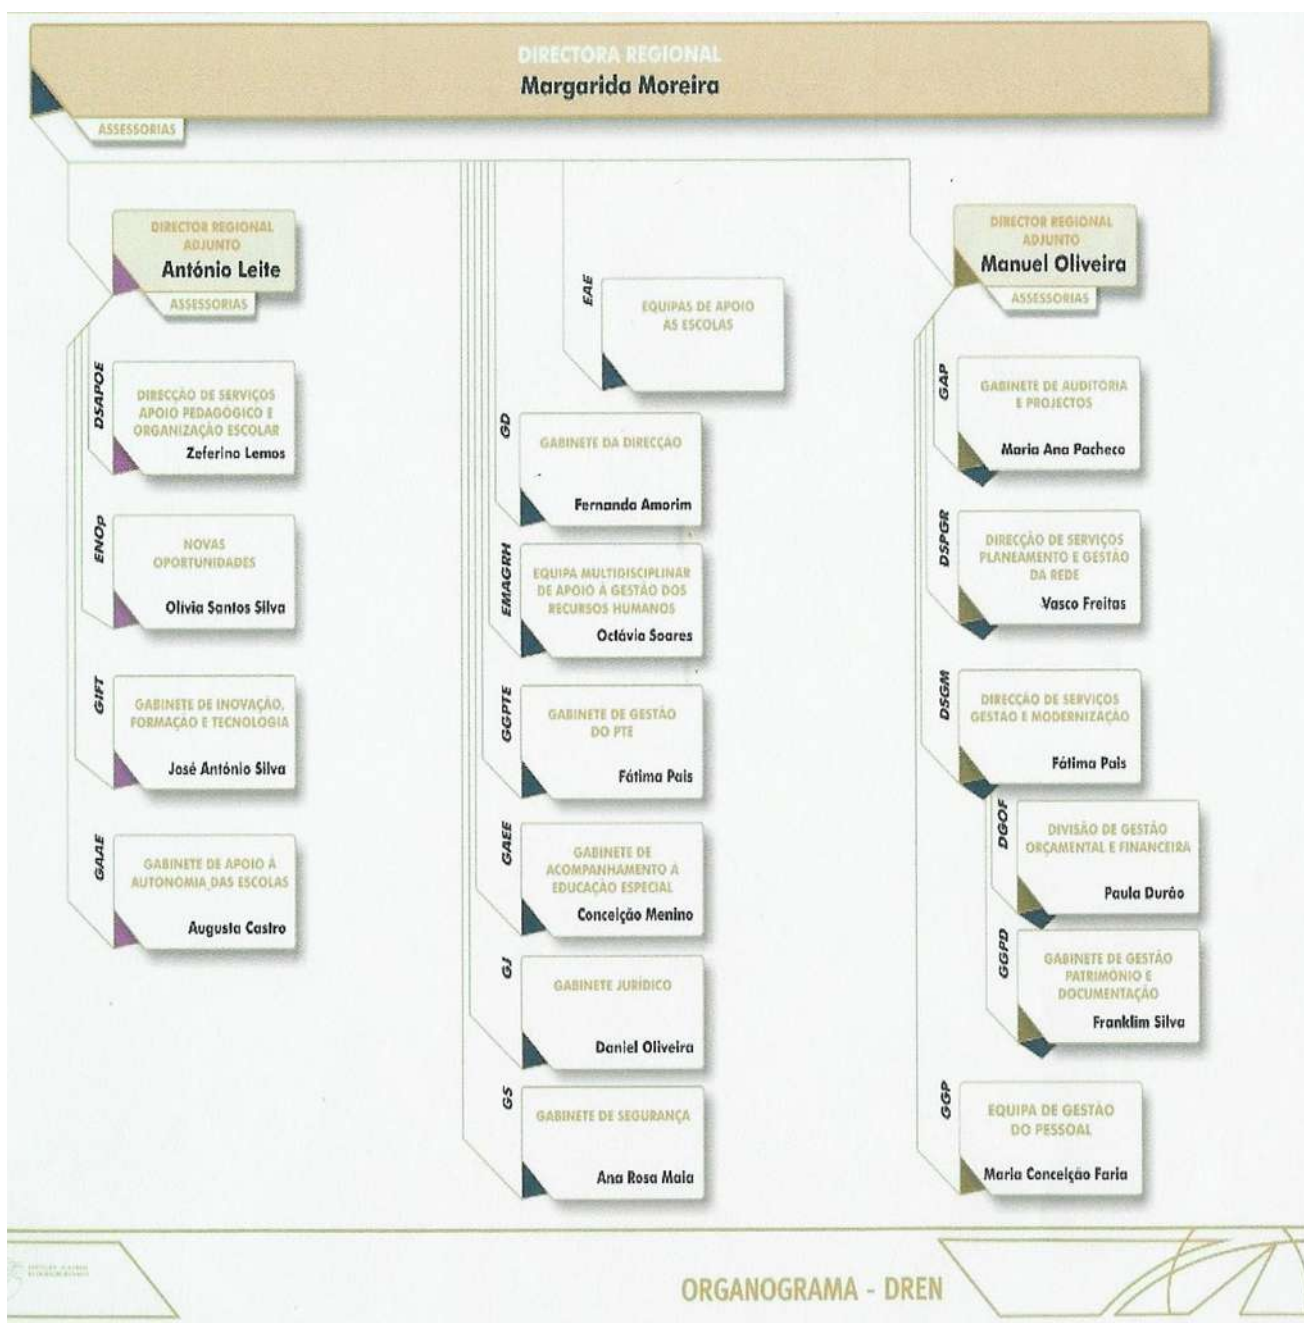 DIRECTORA REGIONAL
Margarida Moreira
ASSESSORIAS
DIRECTOR REGIONAL
ADJUNTO
António Leite
ASSESSORIAS
DSAPOE
DIRECÇÃO DE SERVIÇOS
APOIO PEDAGÓGICO E
ORGANIZAÇÃO ESCOLAR
Zeferino Lemos
ENOp
NOVAS
OPORTUNIDADES
Olívia Santos Silva
GIFT
GABINETE DE INOVAÇÃO,
FORMAÇÃO E TECNOLOGIA
José António Silva
GAAE
GABINETE DE APOIO À
AUTONOMIA DAS ESCOLAS
Augusta Castro
EAE
EQUIPAS DE APOIO
AS ESCOLAS
GD
GABINETE DA DIRECÇÃO
Fernanda Amorim
EMAGRH
EQUIPA MULTIDISCIPLINAR
DE APOIO À GESTÃO DOS
RECURSOS HUMANOS
Octávia Soares
GGPTE
GABINETE DE GESTÃO
DO PTE
Fátima Pais
GAEE
GABINETE DE
ACOMPANHAMENTO À
EDUCAÇÃO ESPECIAL
Conceição Menino
GJ
GABINETE JURÍDICO
Daniel Oliveira
GS
GABINETE DE SEGURANÇA
Ana Rosa Maia
DIRECTOR REGIONAL
ADJUNTO
Manuel Oliveira
ASSESSORIAS
GAP
GABINETE DE AUDITORIA
E PROJECTOS
Maria Ana Pacheco
DSPGR
DIRECÇÃO DE SERVIÇOS
PLANEAMENTO E GESTÃO
DA REDE
Vasco Freitas
DSGM
DIRECÇÃO DE SERVIÇOS
GESTÃO E MODERNIZAÇÃO
Fátima Pais
DGOF
DIVISÃO DE GESTÃO
ORÇAMENTAL E FINANCEIRA
Paula Durão
GGPD
GABINETE DE GESTÃO
PATRIMÓNIO E
DOCUMENTAÇÃO
Franklim Silva
GGP
EQUIPA DE GESTÃO
DO PESSOAL
Maria Conceição Faria
ORGANOGRAMA - DREN